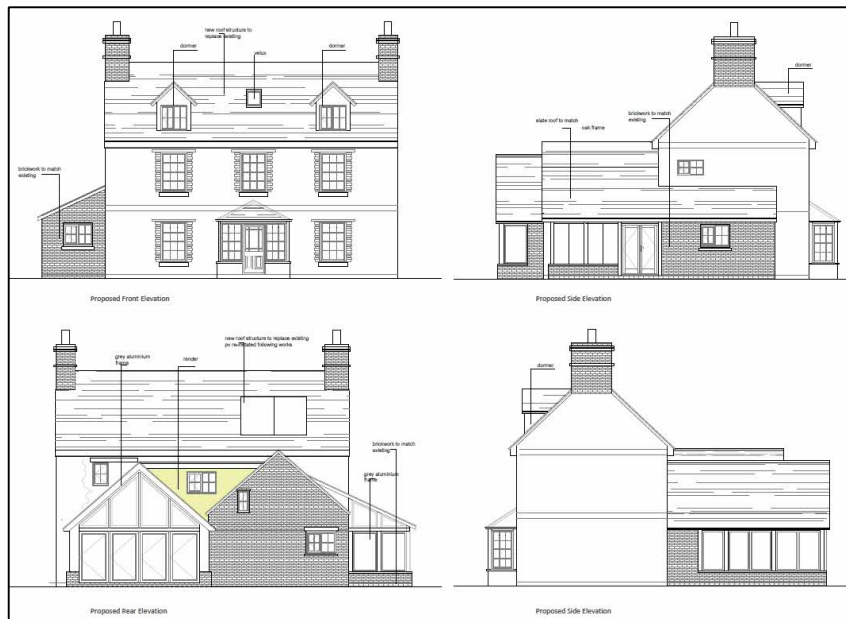 new roof structure to
replace existing
dormer
velux
dormer
brickwork to match
existing
Proposed Front Elevation
dormer
brickwork to match
existing
slate roof to match
oak frame
Proposed Side Elevation
new roof structure to replace existing
pv re-instated following works
grey aluminium
frame
render
brickwork to match
existing
grey aluminium
frame
Proposed Rear Elevation
dormer
Proposed Side Elevation